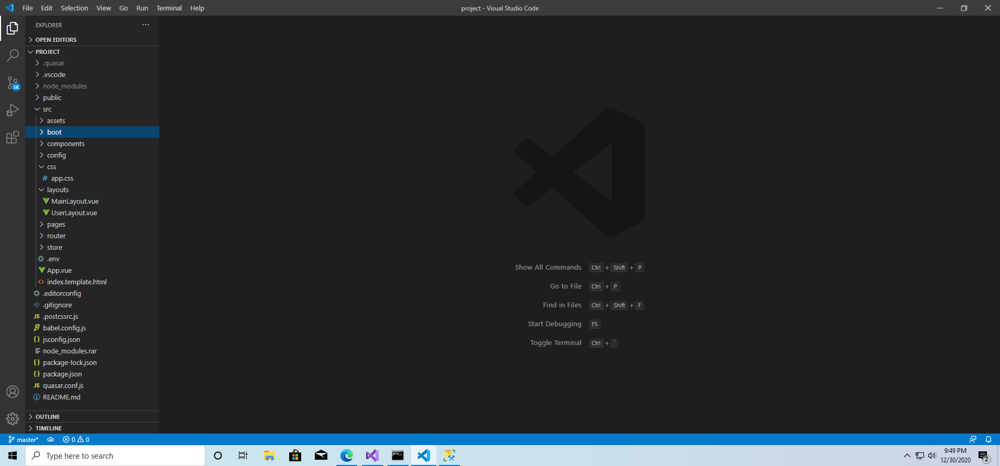 File Edit Selection View Go Run Terminal Help
project - Visual Studio Code
EXPLORER
OPEN EDITORS
PROJECT
.quasar
.vscode
node_modules
public
src
assets
boot
components
config
css
# app.css
layouts
MainLayout.vue
UserLayout.vue
pages
router
store
.env
App.vue
<> index.template.html
.editorconfig
.gitignore
JS .postcssrc.js
babel.config.js
{} jsconfig.json
node_modules.rar
{} package-lock.json
{} package.json
JS quasar.conf.js
README.md
OUTLINE
TIMELINE
5K
Show All Commands Ctrl + Shift + P
Go to File Ctrl + P
Find in Files Ctrl + Shift + F
Start Debugging F5
Toggle Terminal Ctrl + `
master* 0 0
Type here to search
9:49 PM
12/30/2020
2